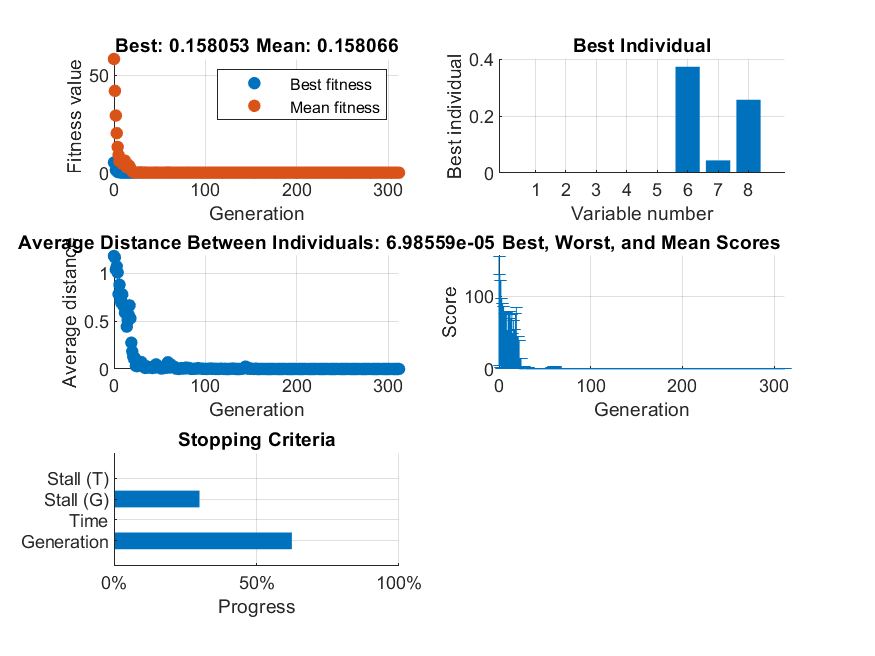 Best: 0.158053 Mean: 0.158066
Fitness value
50
0
Best fitness
Mean fitness
0 100 200 300
Generation
Best Individual
Best individual
0.4
0.2
0
1 2 3 4 5 6 7 8
Variable number
Average Distance Between Individuals: 6.98559e-05
Average distance
1
0.5
0
0 100 200 300
Generation
Best, Worst, and Mean Scores
Score
100
0
0 100 200 300
Generation
Stopping Criteria
Stall (T)
Stall (G)
Time
Generation
0% 50% 100%
Progress